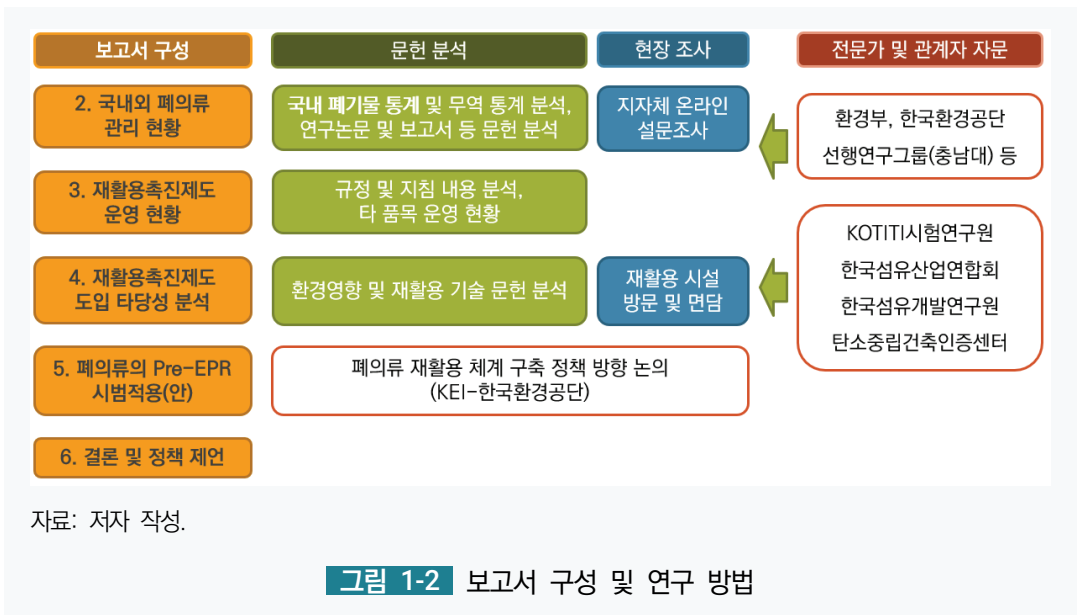 보고서 구성
문헌 분석
현장 조사
전문가 및 관계자 자문
2. 국내외 폐의류
관리 현황
국내 폐기물 통계 및 무역 통계 분석,
연구논문 및 보고서 등 문헌 분석
지자체 온라인
설문조사
환경부, 한국환경공단
선행연구그룹(충남대) 등
3. 재활용촉진제도
운영 현황
규정 및 지침 내용 분석,
타 품목 운영 현황
4. 재활용촉진제도
도입 타당성 분석
환경영향 및 재활용 기술 문헌 분석
재활용 시설
방문 및 면담
KOTITI시험연구원
한국섬유산업연합회
한국섬유개발연구원
탄소중립건축인증센터
5. 폐의류의 Pre-EPR
시범적용(안)
폐의류 재활용 체계 구축 정책 방향 논의
(KEI-한국환경공단)
6. 결론 및 정책 제언
자료: 저자 작성.
그림 1-2 보고서 구성 및 연구 방법